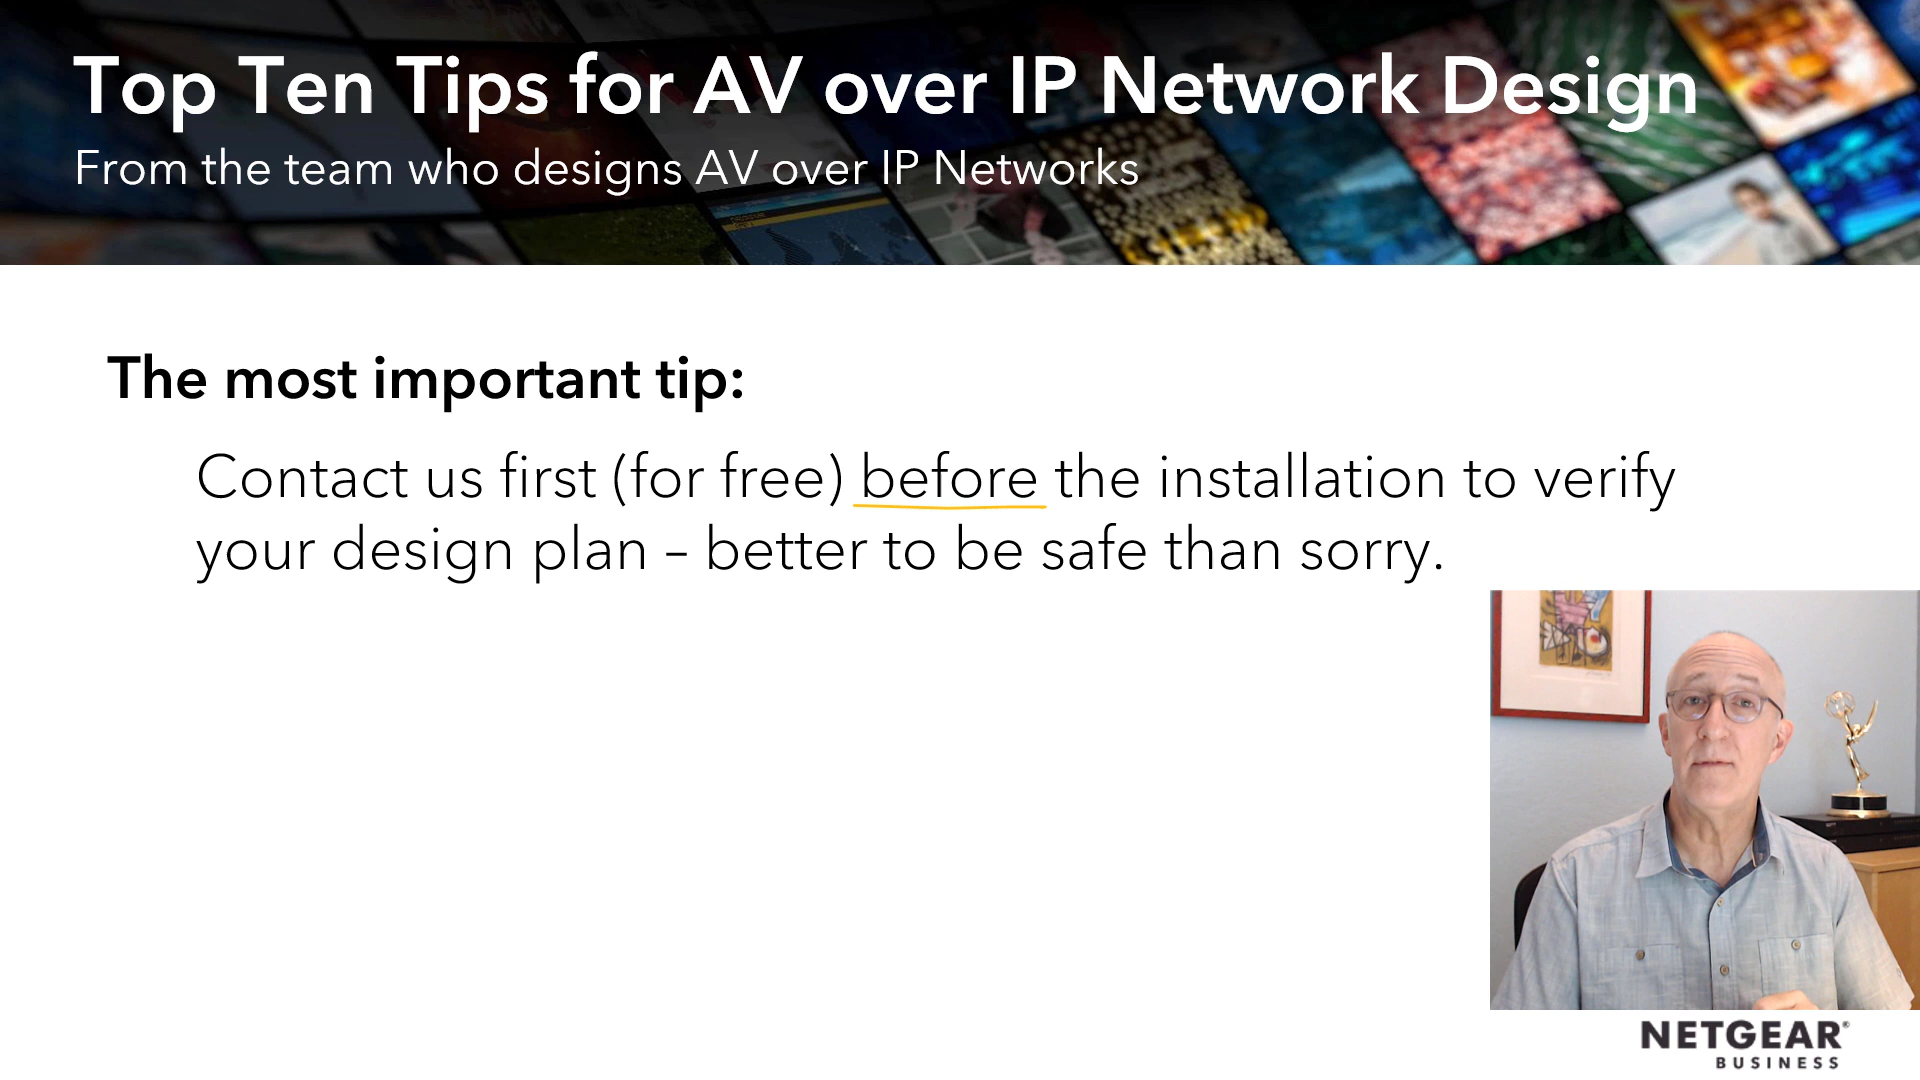 Top Ten Tips for AV over IP Network Design
From the team who designs AV over IP Networks
The most important tip:
Contact us first (for free) before the installation to verify
your design plan – better to be safe than sorry.
NETGEAR®
BUSINESS